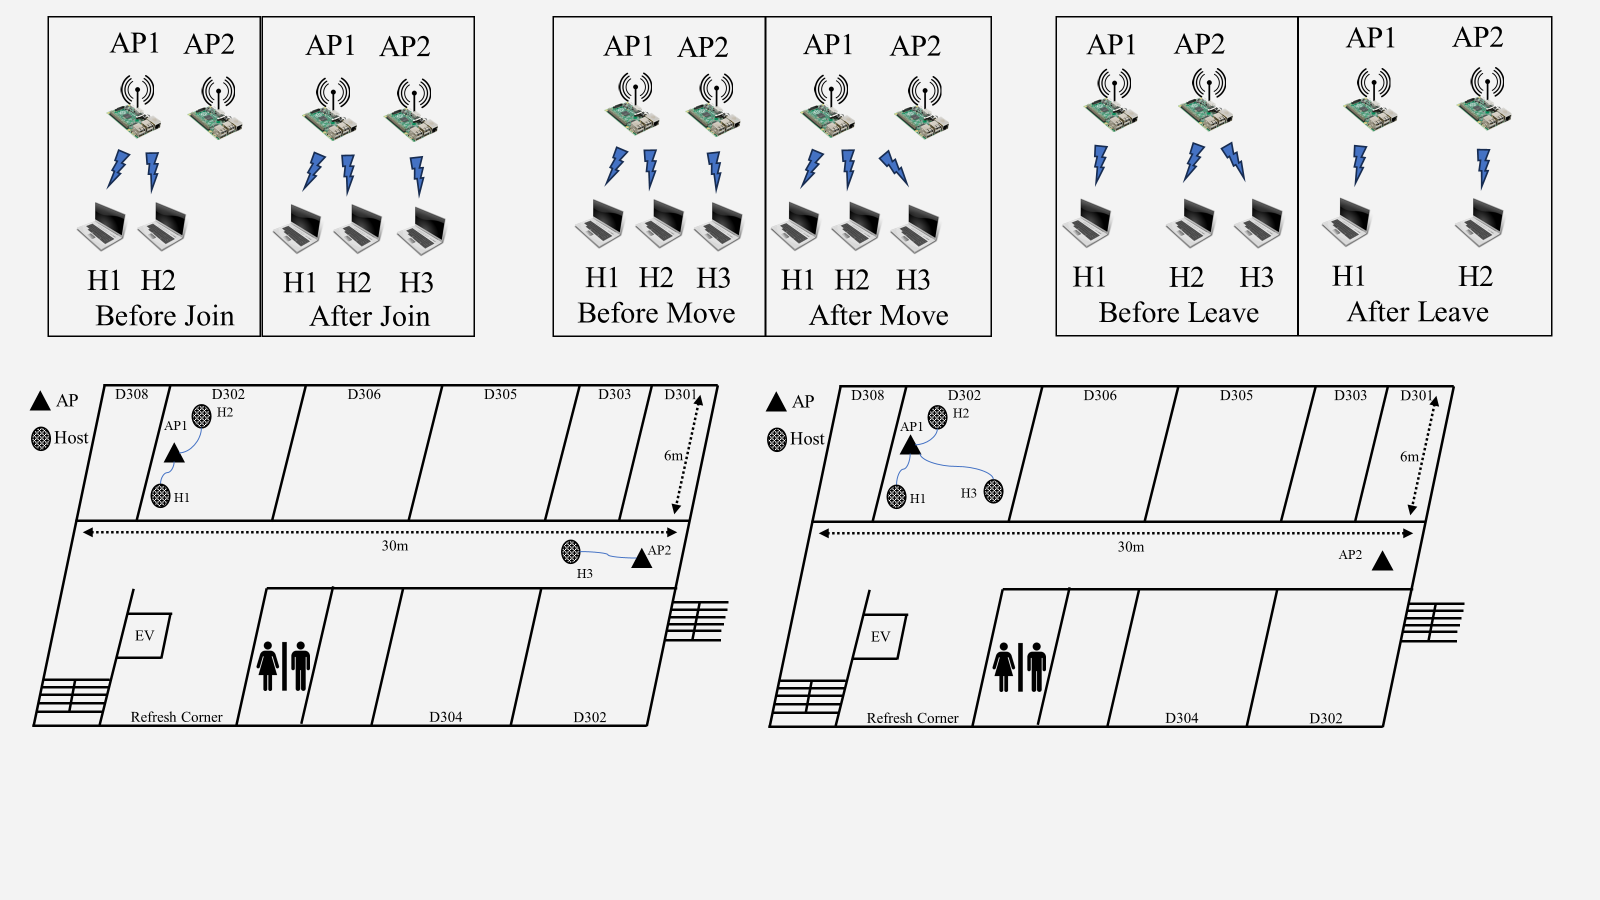 AP1 AP2
H1 H2
Before Join
AP1 AP2
H1 H2 H3
After Join
AP1 AP2
H1 H2 H3
Before Move
AP1 AP2
H1 H2 H3
After Move
AP1 AP2
H1 H2 H3
Before Leave
AP1 AP2
H1 H2
After Leave
AP
Host
D308 D302 D306 D305 D303 D301
H2
AP1
6m
H1
30m
AP2
H3
EV
Refresh Corner D304 D302
AP
Host
D308 D302 D306 D305 D303 D301
H2
AP1
6m
H3
H1
30m
AP2
EV
Refresh Corner D304 D302